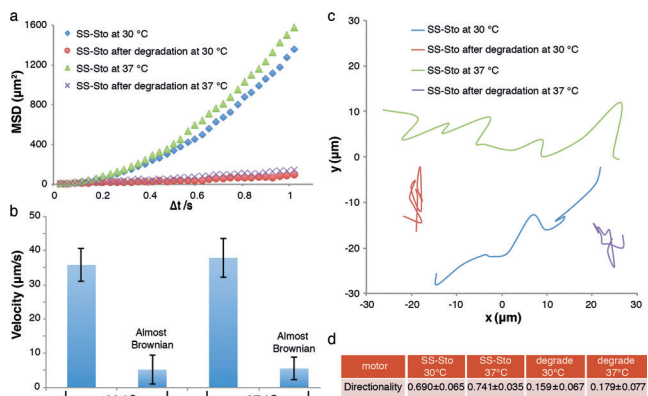 a
1600
1200
800
400
0
MSD (μm²)
SS-Sto at 30 °C
SS-Sto after degradation at 30 °C
SS-Sto at 37 °C
SS-Sto after degradation at 37 °C
0 0.2 0.4 0.6 0.8 1
Δt /s
b
50
40
30
20
10
0
Velocity (μm/s)
Almost
Brownian
Almost
Brownian
c
30
20
10
0
-10
-20
-30
y (μm)
SS-Sto at 30 °C
SS-Sto after degradation at 30 °C
SS-Sto at 37 °C
SS-Sto after degradation at 37 °C
-30 -20 -10 0 10 20 30
x (μm)
d
motor SS-Sto 30°C SS-Sto 37°C degrade 30°C degrade 37°C
Directionality 0.690±0.065 0.741±0.035 0.159±0.067 0.179±0.077